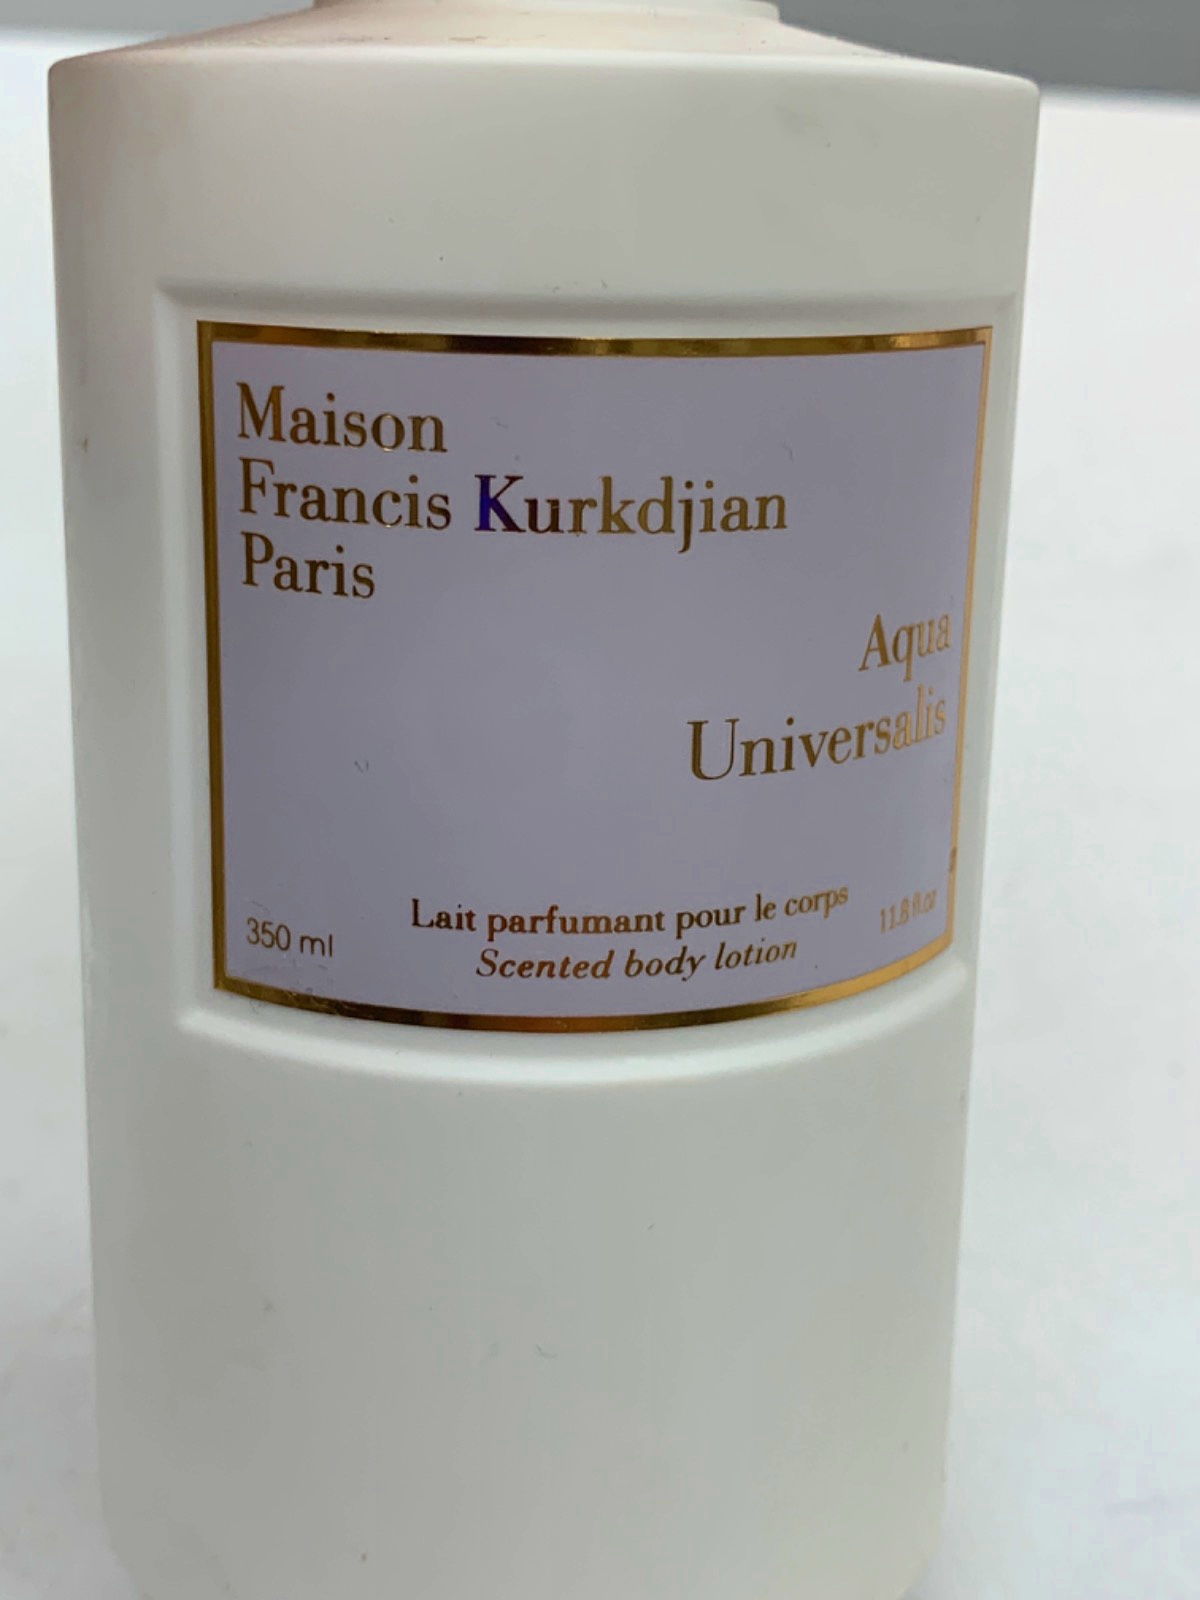 Maison
Francis Kurkdjian
Paris
Aqua
Universalis
Lait parfumant pour le corps
350 ml
Scented body lotion
11.8 fl.oz